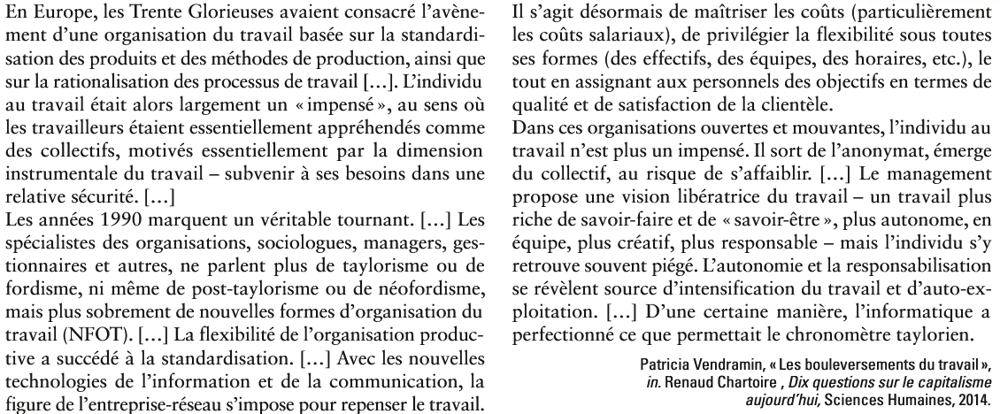 En Europe, les Trente Glorieuses avaient consacré l'avène-
ment d'une organisation du travail basée sur la standardi-
sation des produits et des méthodes de production, ainsi que
sur la rationalisation des processus de travail [...]. L'individu
au travail était alors largement un « impensé », au sens où
les travailleurs étaient essentiellement appréhendés comme
des collectifs, motivés essentiellement par la dimension
instrumentale du travail – subvenir à ses besoins dans une
relative sécurité. [...]
Les années 1990 marquent un véritable tournant. [...] Les
spécialistes des organisations, sociologues, managers, ges-
tionnaires et autres, ne parlent plus de taylorisme ou de
fordisme, ni même de post-taylorisme ou de néofordisme,
mais plus sobrement de nouvelles formes d'organisation du
travail (NFOT). [...] La flexibilité de l'organisation produc-
tive a succédé à la standardisation. [...] Avec les nouvelles
technologies de l'information et de la communication, la
figure de l'entreprise-réseau s'impose pour repenser le travail.
Il s'agit désormais de maîtriser les coûts (particulièrement
les coûts salariaux), de privilégier la flexibilité sous toutes
ses formes (des effectifs, des équipes, des horaires, etc.), le
tout en assignant aux personnels des objectifs en termes de
qualité et de satisfaction de la clientèle.
Dans ces organisations ouvertes et mouvantes, l'individu au
travail n'est plus un impensé. Il sort de l'anonymat, émerge
du collectif, au risque de s'affaiblir. [...] Le management
propose une vision libératrice du travail – un travail plus
riche de savoir-faire et de « savoir-être », plus autonome, en
équipe, plus créatif, plus responsable – mais l'individu s'y
retrouve souvent piégé. L'autonomie et la responsabilisation
se révèlent source d'intensification du travail et d'auto-ex-
ploitation. [...] D'une certaine manière, l'informatique a
perfectionné ce que permettait le chronomètre taylorien.
Patricia Vendramin, « Les bouleversements du travail »,
in. Renaud Chartoire , Dix questions sur le capitalisme
aujourd'hui, Sciences Humaines, 2014.